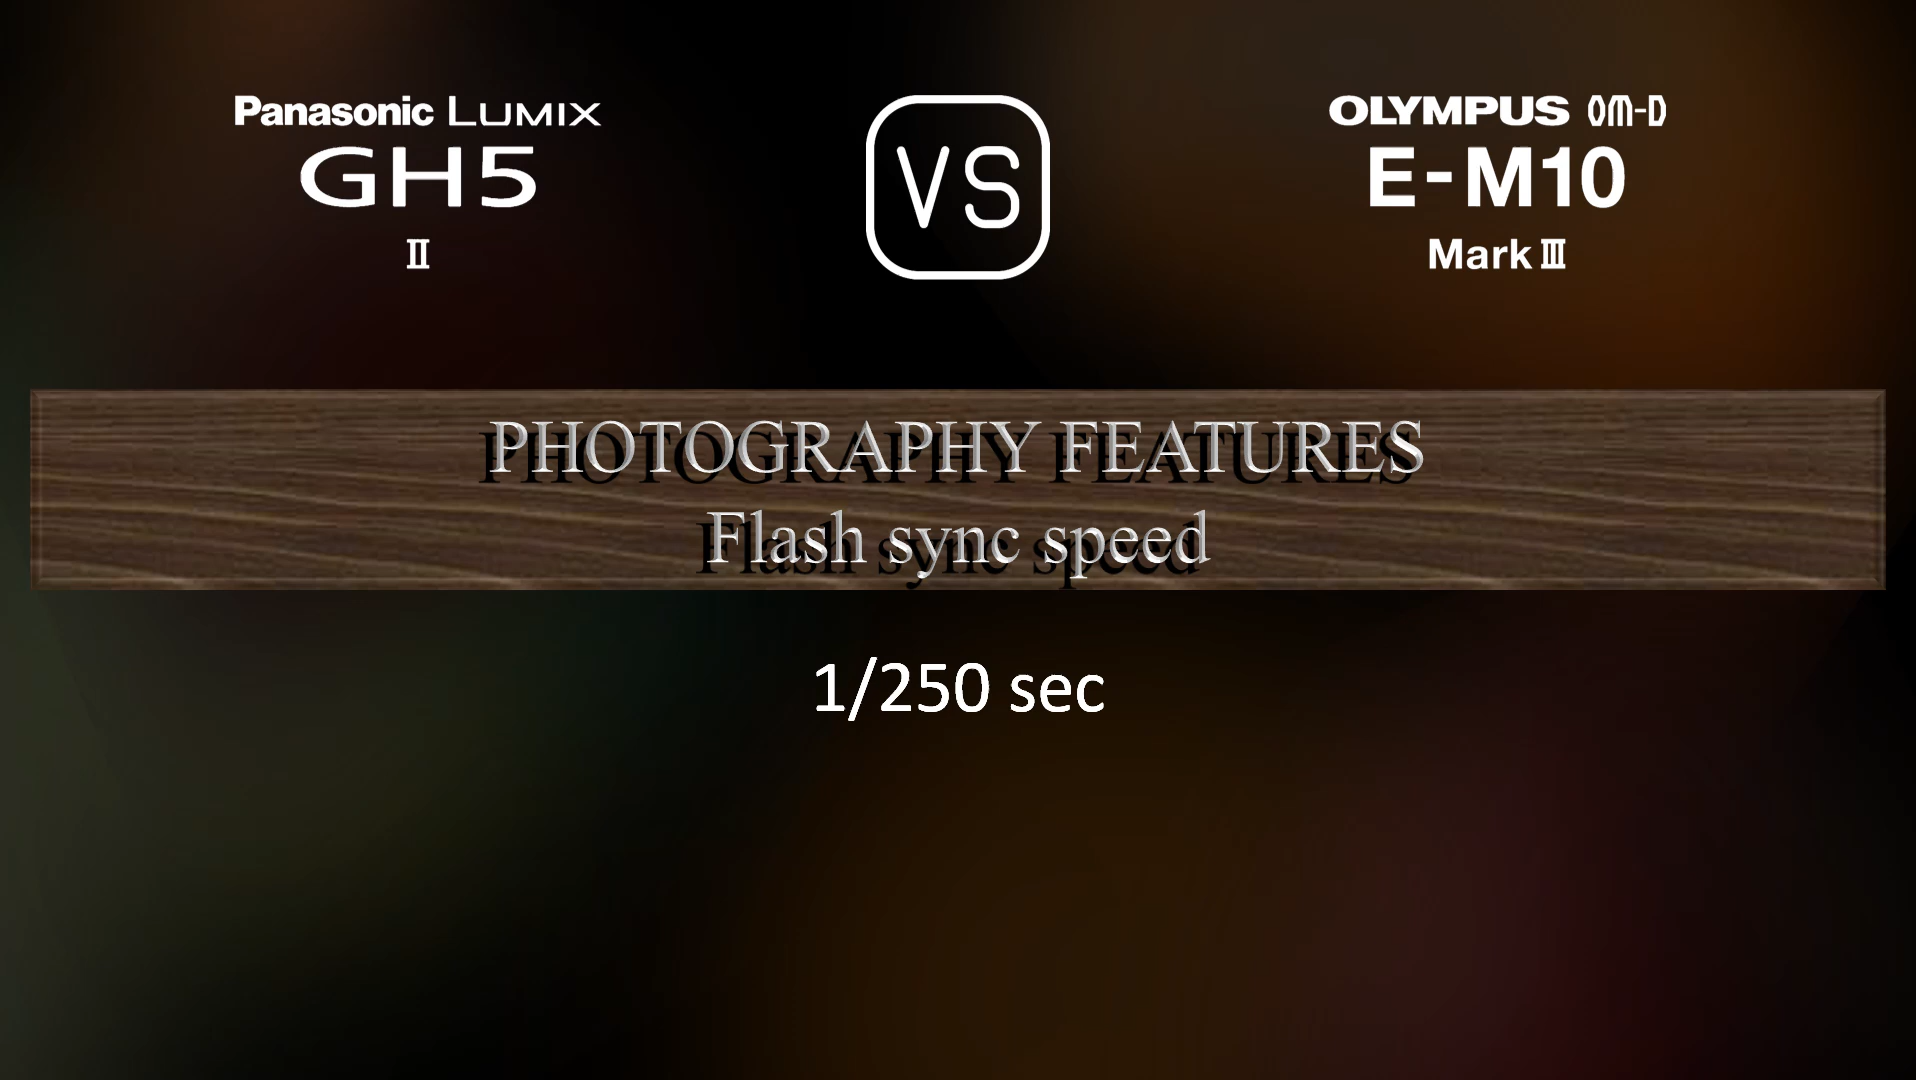 Panasonic LUMIX
GH5
II
VS
OLYMPUS OM-D
E-M10
Mark III
PHOTOGRAPHY FEATURES
Flash sync speed
1/250 sec